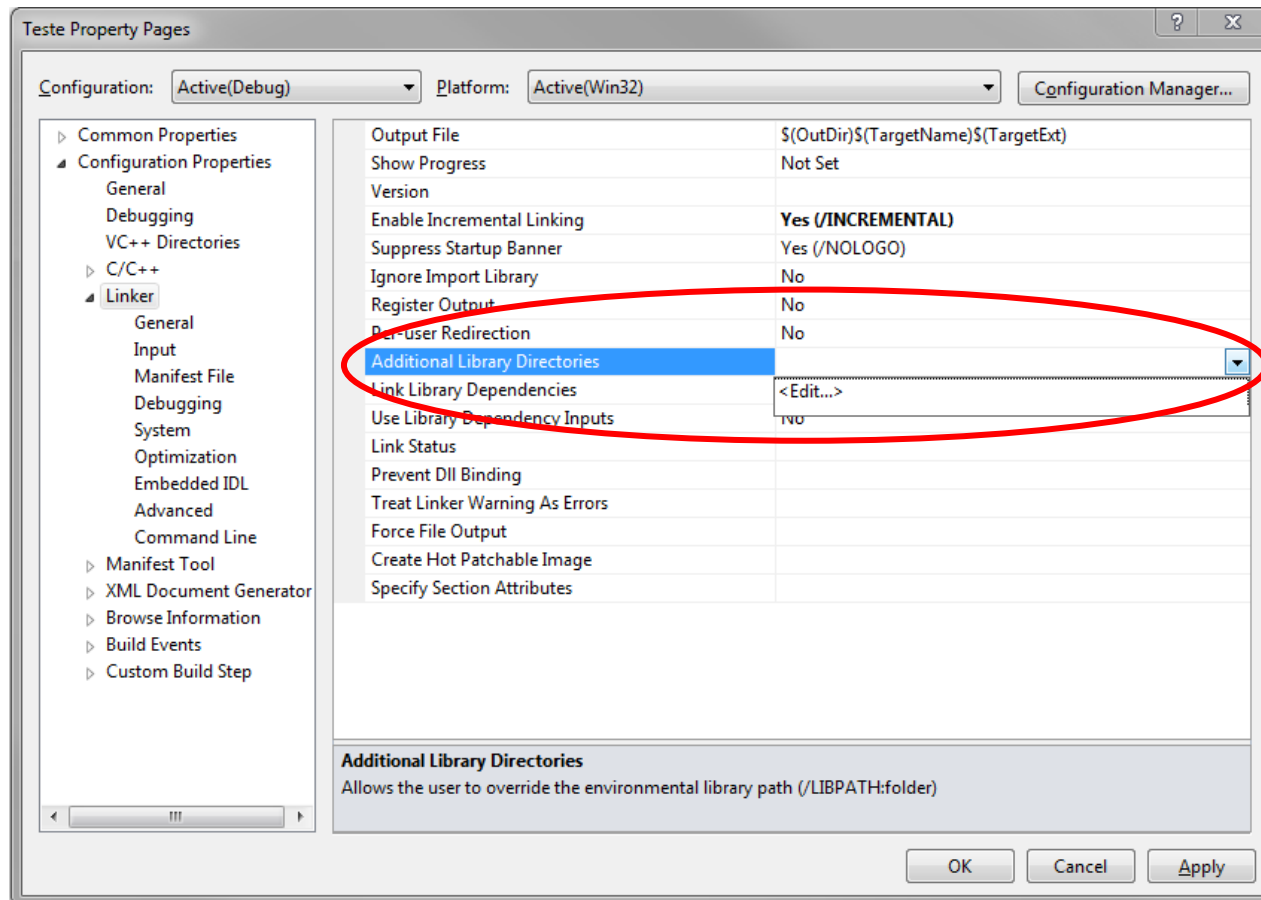 Teste Property Pages
Configuration: Active(Debug) Platform: Active(Win32) Configuration Manager...
Common Properties
Configuration Properties
General
Debugging
VC++ Directories
C/C++
Linker
General
Input
Manifest File
Debugging
System
Optimization
Embedded IDL
Advanced
Command Line
Manifest Tool
XML Document Generator
Browse Information
Build Events
Custom Build Step
Output File $(OutDir)$(TargetName)$(TargetExt)
Show Progress Not Set
Version
Enable Incremental Linking Yes (/INCREMENTAL)
Suppress Startup Banner Yes (/NOLOGO)
Ignore Import Library No
Register Output No
Per-user Redirection No
Additional Library Directories
Link Library Dependencies <Edit...>
Use Library Dependency Inputs No
Link Status
Prevent Dll Binding
Treat Linker Warning As Errors
Force File Output
Create Hot Patchable Image
Specify Section Attributes
Additional Library Directories
Allows the user to override the environmental library path (/LIBPATH:folder)
OK Cancel Apply